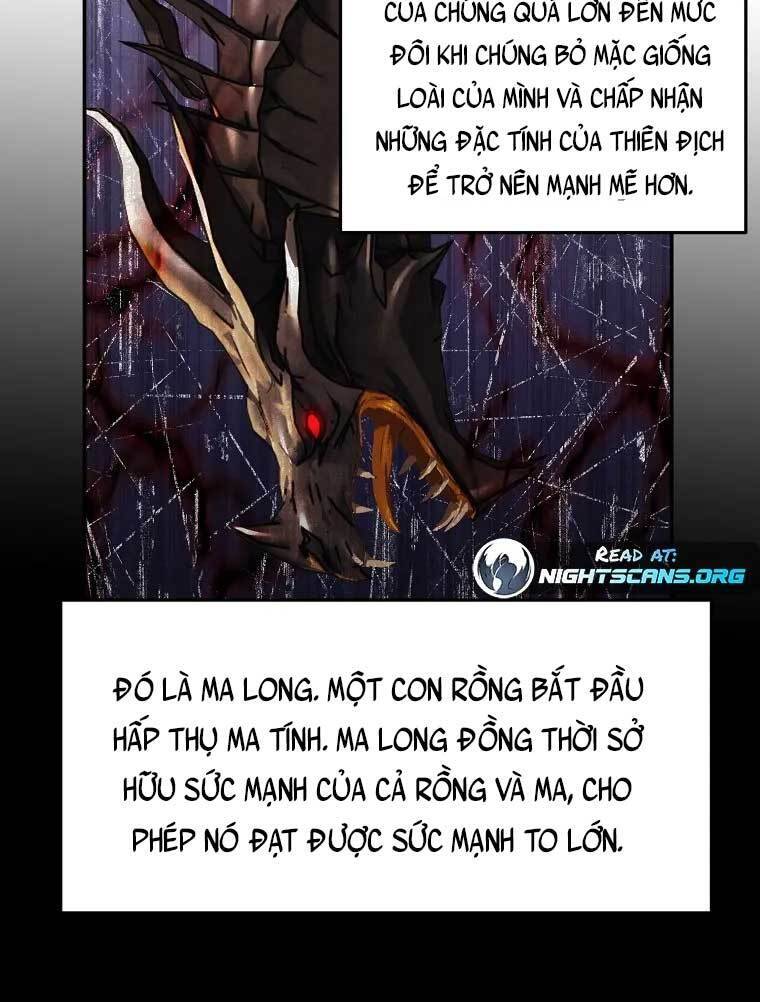 CỦA CHÚNG QUÁ LỚN ĐẾN MỨC
ĐÔI KHI CHÚNG BỎ MẶC GIỐNG
LOÀI CỦA MÌNH VÀ CHẤP NHẬN
NHỮNG ĐẶC TÍNH CỦA THIÊN ĐỊCH
ĐỂ TRỞ NÊN MẠNH MẼ HƠN.
READ AT:
NIGHTSCANS.ORG
ĐÓ LÀ MA LONG. MỘT CON RỒNG BẮT ĐẦU
HẤP THỤ MA TÍNH. MA LONG ĐỒNG THỜI SỞ
HỮU SỨC MẠNH CỦA CẢ RỒNG VÀ MA, CHO
PHÉP NÓ ĐẠT ĐƯỢC SỨC MẠNH TO LỚN.